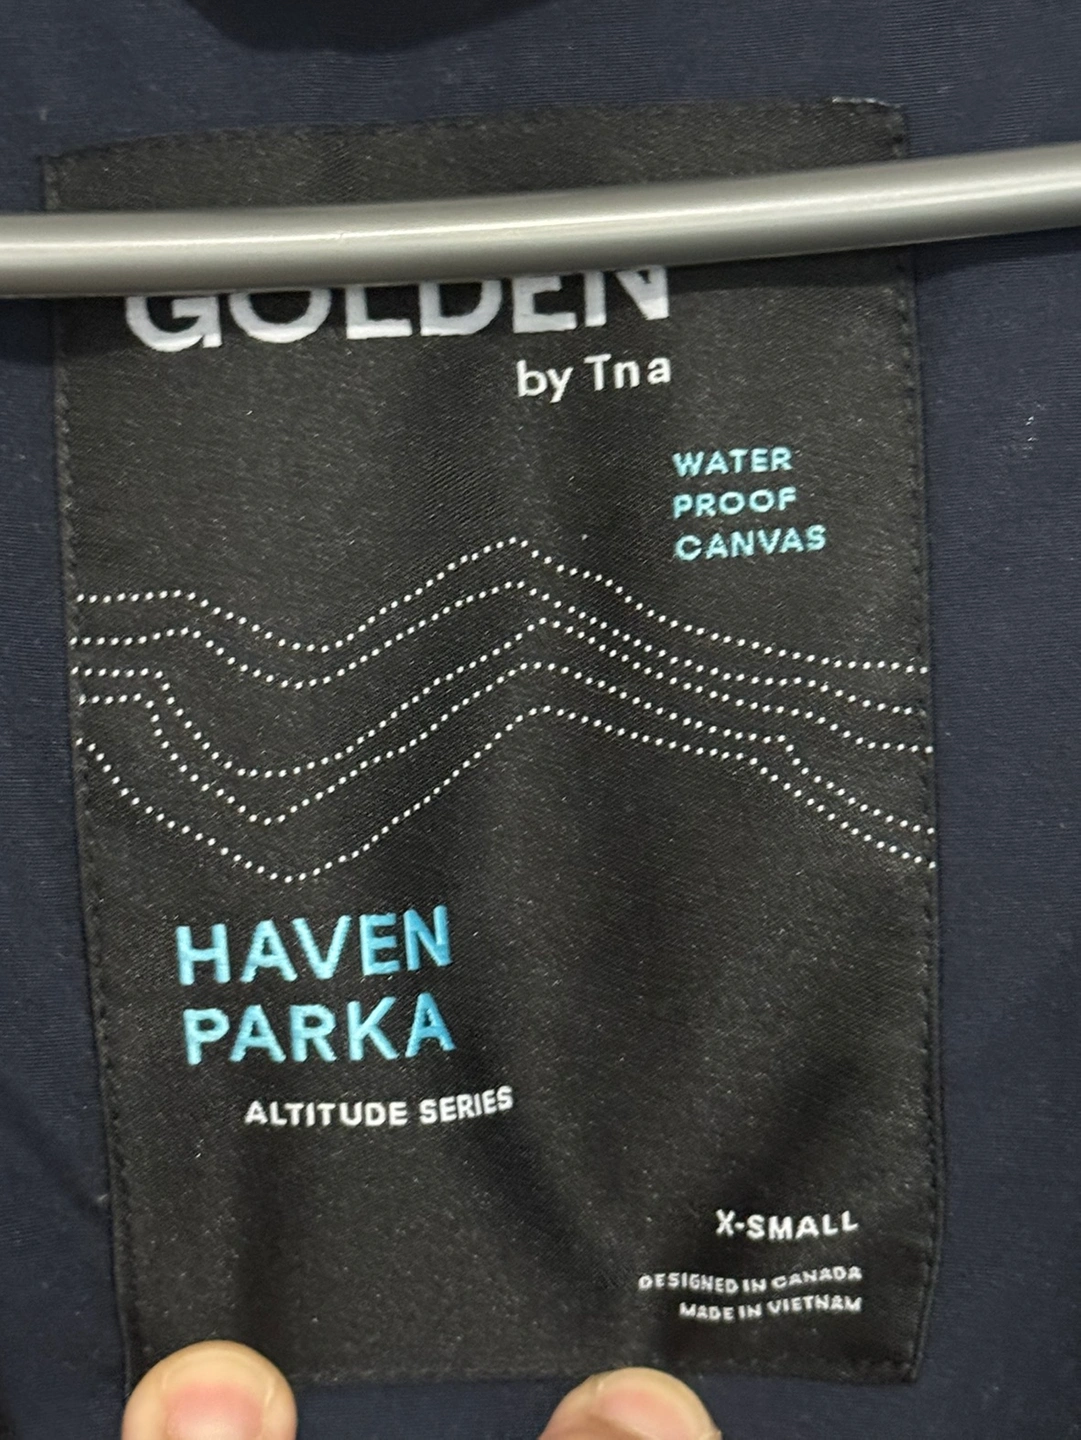 GOLDEN
by Tna
WATER
PROOF
CANVAS
HAVEN
PARKA
ALTITUDE SERIES
X-SMALL
DESIGNED IN CANADA
MADE IN VIETNAM